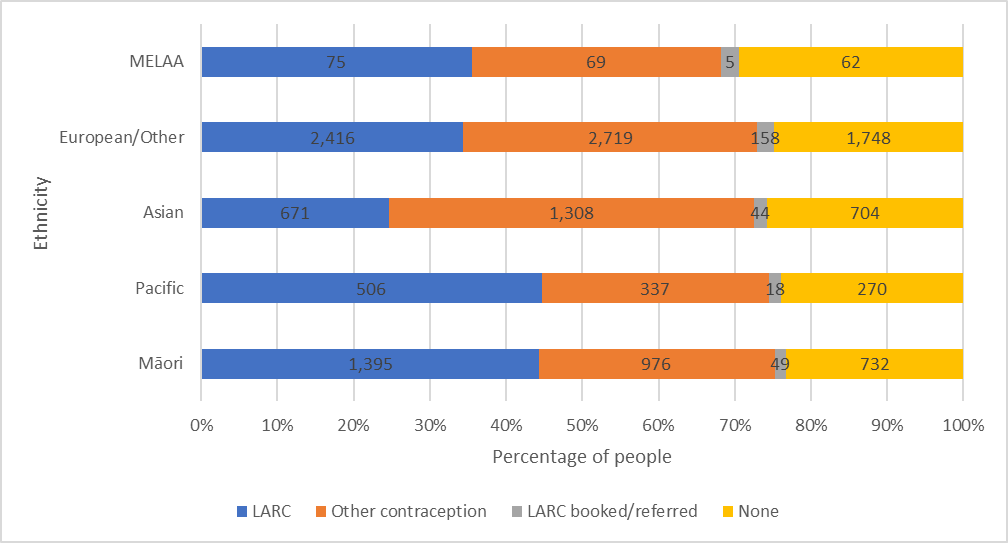 Ethnicity
MELAA 75 69 5 62
European/Other 2,416 2,719 158 1,748
Asian 671 1,308 44 704
Pacific 506 337 18 270
Māori 1,395 976 49 732
0% 10% 20% 30% 40% 50% 60% 70% 80% 90% 100%
Percentage of people
LARC Other contraception LARC booked/referred None